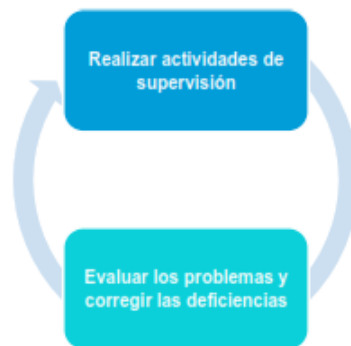 Realizar actividades de
supervisión
Evaluar los problemas y
corregir las deficiencias